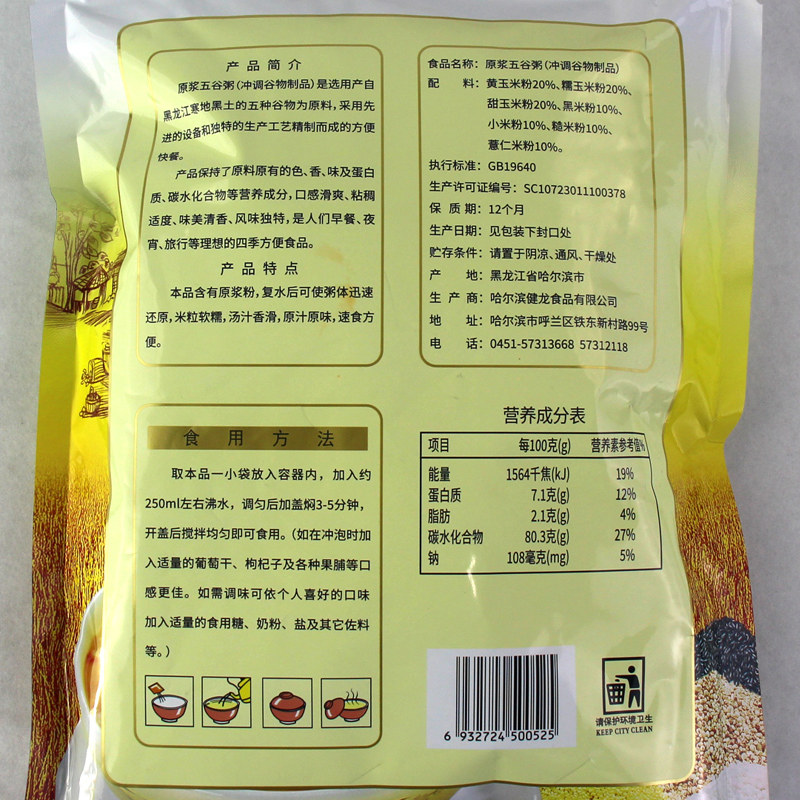 产品简介
原浆五谷粥(冲调谷物制品)是选用产自
黑龙江寒地黑土的五种谷物为原料,采用先
进的设备和独特的生产工艺精制而成的方便
快餐。
产品保持了原料原有的色、香、味及蛋白
质、碳水化合物等营养成分,口感滑爽、粘稠
适度、味美清香、风味独特,是人们早餐、夜
宵、旅行等理想的四季方便食品。
产品特点
本品含有原浆粉,复水后可使粥体迅速
还原,米粒软糯,汤汁香滑,原汁原味,速食方
便。
食品名称：原浆五谷粥(冲调谷物制品)
配 料：黄玉米粉20%、糯玉米粉20%、
甜玉米粉20%、黑米粉10%、
小米粉10%、糙米粉10%、
薏仁米粉10%。
执行标准：GB19640
生产许可证编号：SC10723011100378
保 质 期：12个月
生产日期：见包装下封口处
贮存条件：请置于阴凉、通风、干燥处
产 地：黑龙江省哈尔滨市
生 产 商：哈尔滨健龙食品有限公司
地 址：哈尔滨市呼兰区铁东新村路99号
电 话：0451-57313668 57312118
食用方法
取本品一小袋放入容器内，加入约
250ml左右沸水，调匀后加盖焖3-5分钟，
开盖后搅拌均匀即可食用。（如在冲泡时加
入适量的葡萄干、枸杞子及各种果脯等口
感更佳。如需调味可依个人喜好的口味
加入适量的食用糖、奶粉、盐及其它佐料
等。）
营养成分表
项目 每100克(g) 营养素参考值%
能量 1564千焦(kJ) 19%
蛋白质 7.1克(g) 12%
脂肪 2.1克(g) 4%
碳水化合物 80.3克(g) 27%
钠 108毫克(mg) 5%
6 932724 500525
请保护环境卫生
KEEP CITY CLEAN